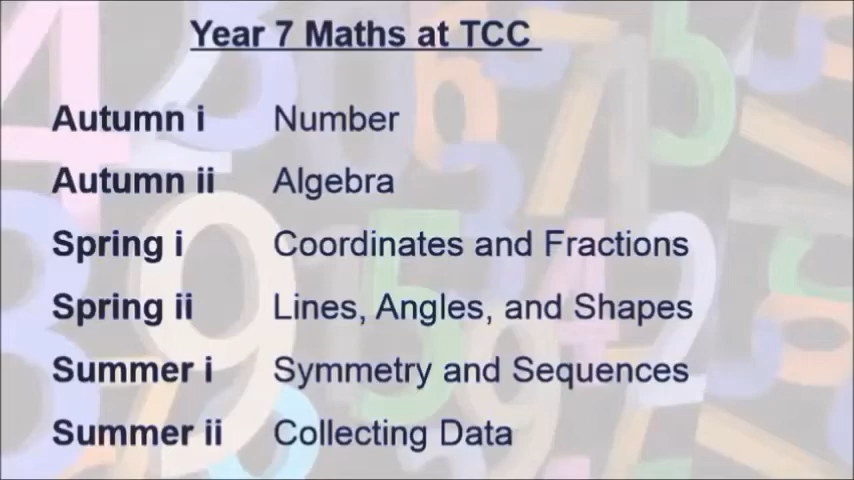 Year 7 Maths at TCC
Autumn i Number
Autumn ii Algebra
Spring i Coordinates and Fractions
Spring ii Lines, Angles, and Shapes
Summer i Symmetry and Sequences
Summer ii Collecting Data